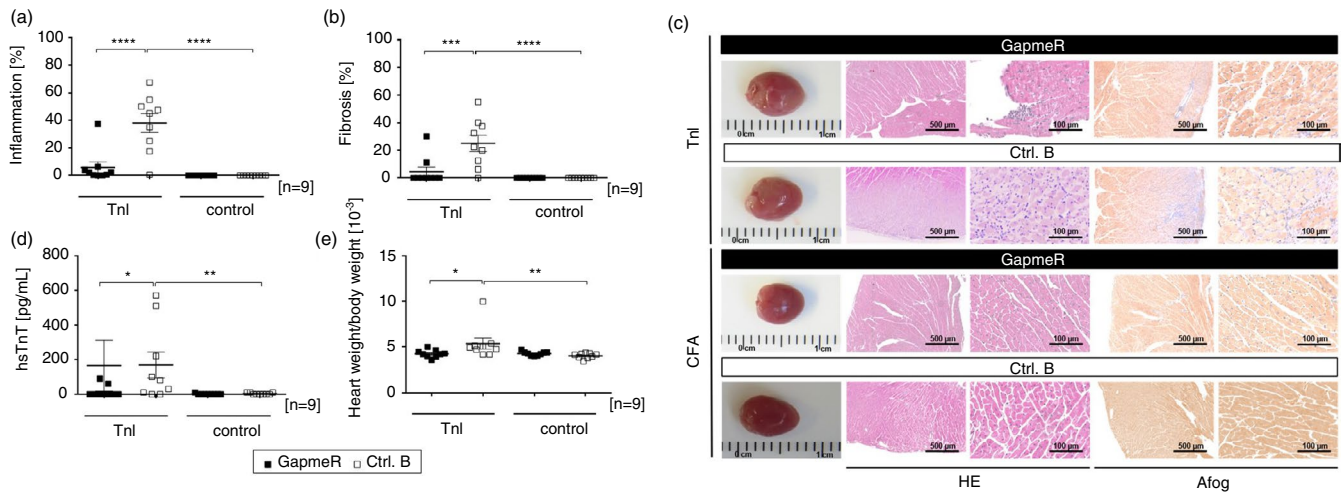 (a)
Inflammation [%]
100
80
60
40
20
0
****
****
[n=9]
TnI
control
(b)
Fibrosis [%]
100
80
60
40
20
0
***
****
[n=9]
TnI
control
(c)
TnI
GapmeR
0 cm
1 cm
500 µm
100 µm
500 µm
100 µm
Ctrl. B
0 cm
1 cm
500 µm
100 µm
500 µm
100 µm
CFA
GapmeR
0 cm
1 cm
500 µm
100 µm
500 µm
100 µm
Ctrl. B
0 cm
1 cm
500 µm
100 µm
500 µm
100 µm
HE
Afog
(d)
hsTnT [pg/mL]
800
600
400
200
0
*
**
[n=9]
TnI
control
(e)
Heart weight/body weight [10⁻³]
15
10
5
0
*
**
[n=9]
TnI
control
GapmeR
Ctrl. B